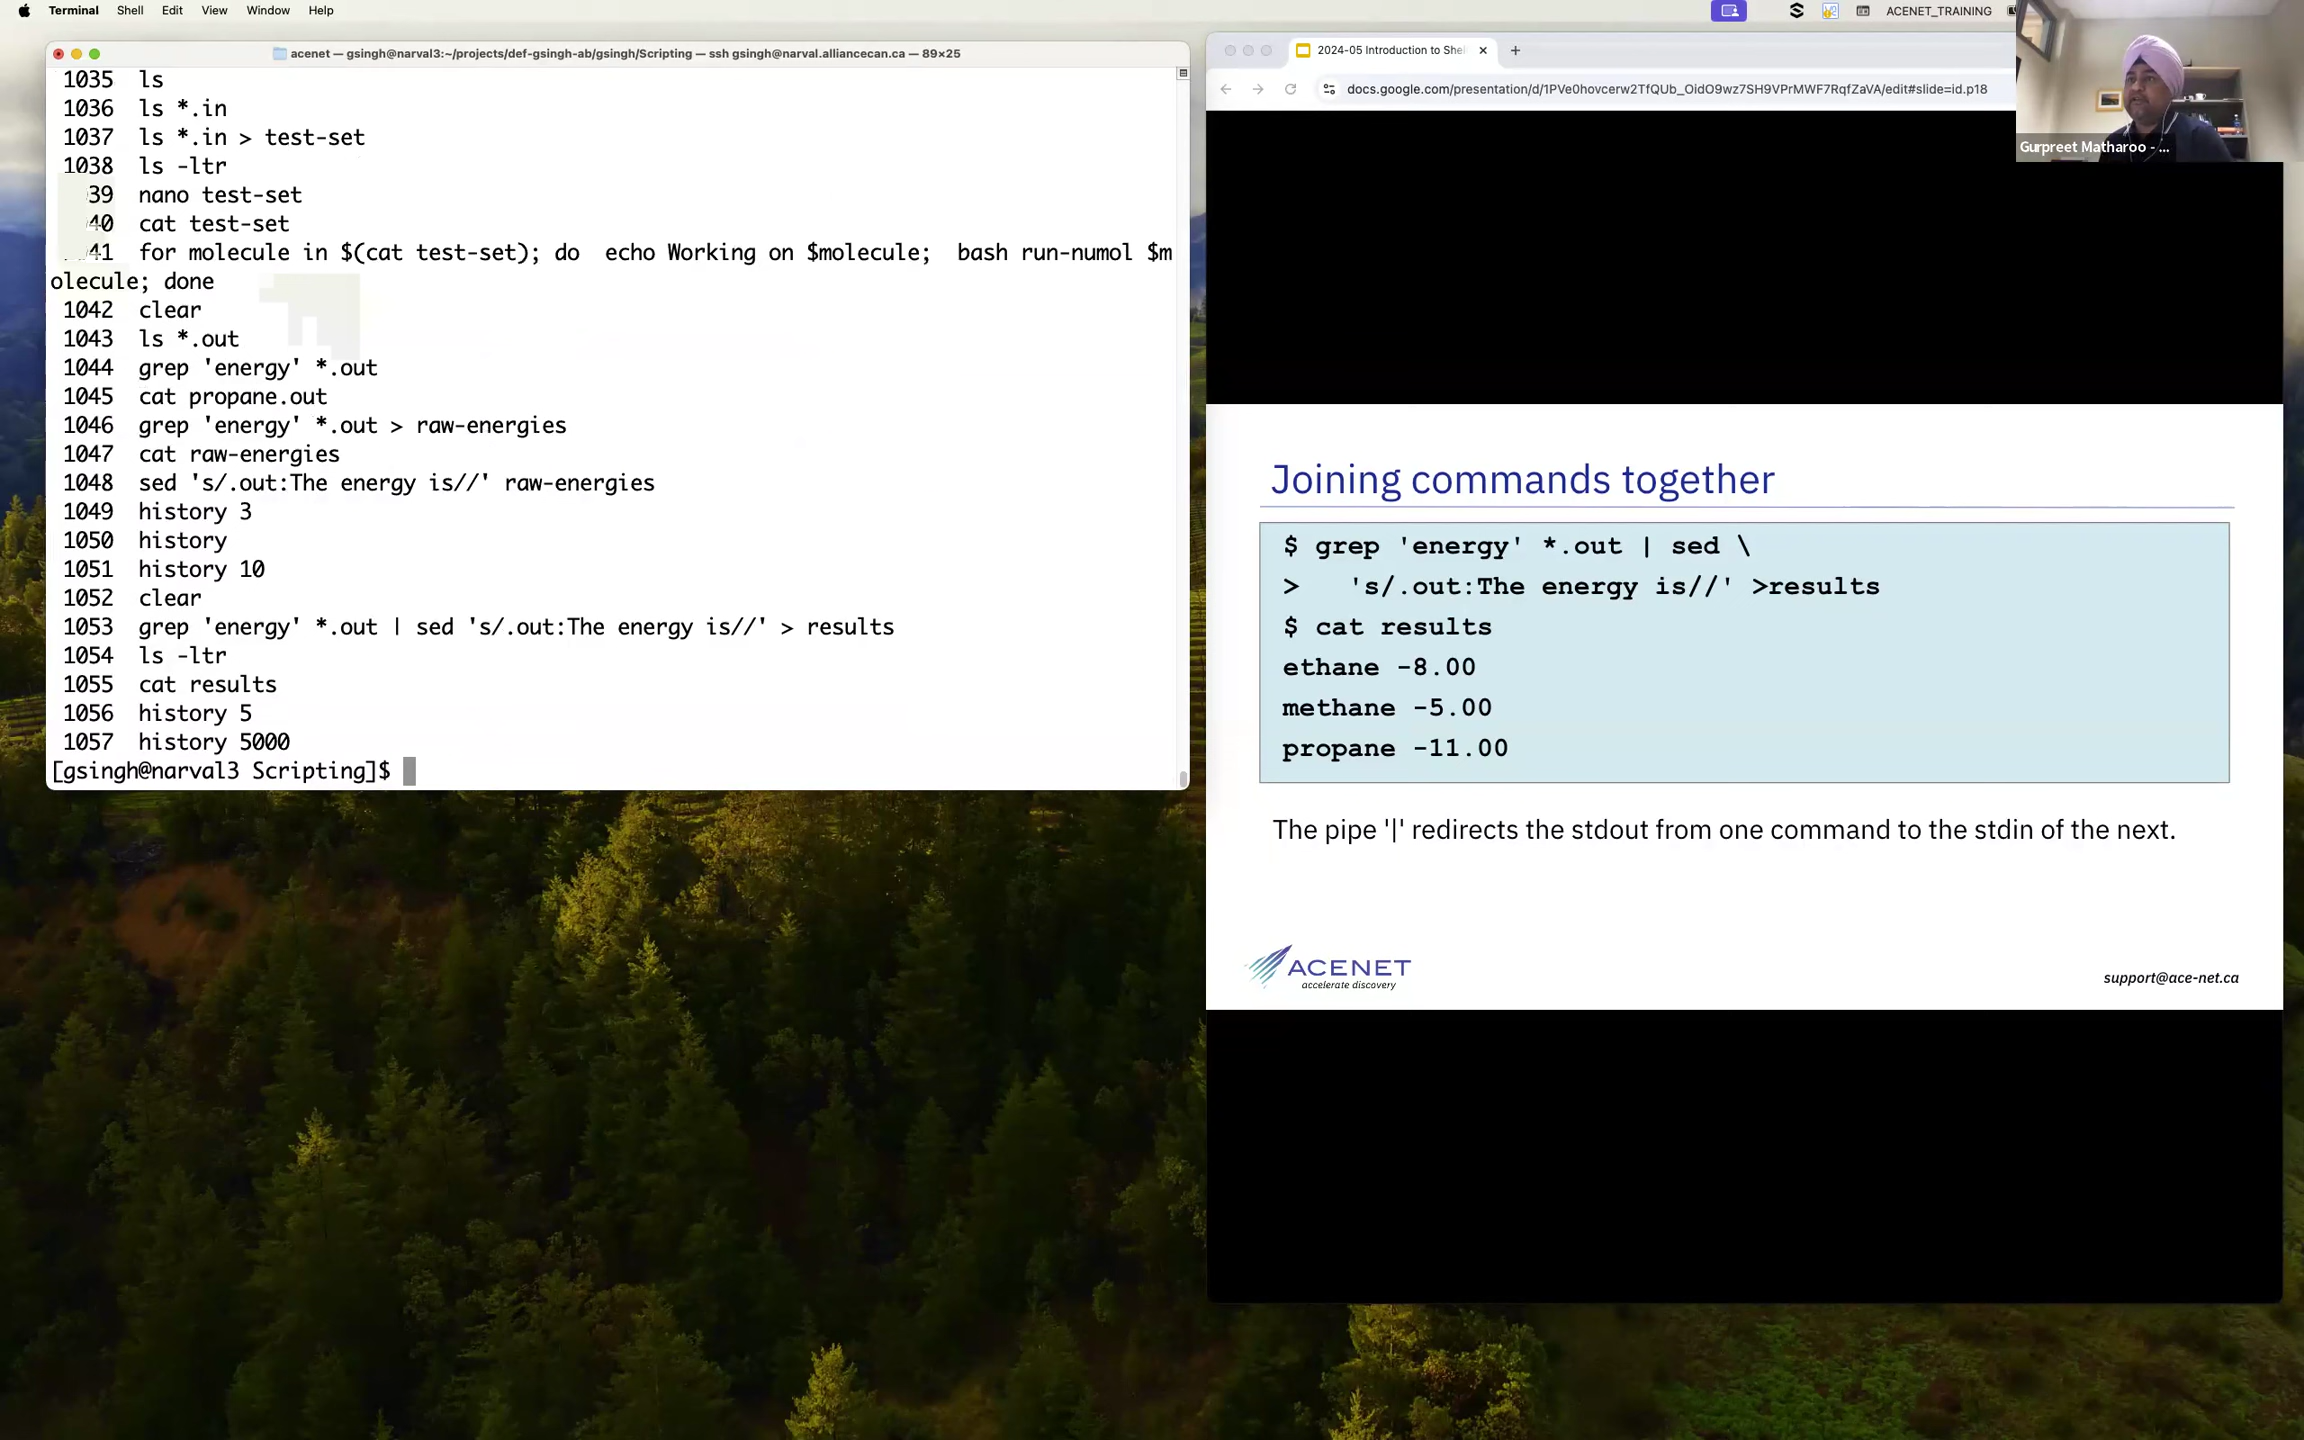 Terminal Shell Edit View Window Help
ACENET_TRAINING
acenet — gsingh@narval3:~/projects/def-gsingh-ab/gsingh/Scripting — ssh gsingh@narval.alliancecan.ca — 89×25
1035 ls
1036 ls *.in
1037 ls *.in > test-set
1038 ls -ltr
39 nano test-set
40 cat test-set
41 for molecule in $(cat test-set); do  echo Working on $molecule;  bash run-numol $m
olecule; done
1042 clear
1043 ls *.out
1044 grep 'energy' *.out
1045 cat propane.out
1046 grep 'energy' *.out > raw-energies
1047 cat raw-energies
1048 sed 's/.out:The energy is//' raw-energies
1049 history 3
1050 history
1051 history 10
1052 clear
1053 grep 'energy' *.out | sed 's/.out:The energy is//' > results
1054 ls -ltr
1055 cat results
1056 history 5
1057 history 5000
[gsingh@narval3 Scripting]$
2024-05 Introduction to She
docs.google.com/presentation/d/1PVe0hovcerw2TfQUb_OidO9wz7SH9VPrMWF7RqfZaVA/edit#slide=id.p18
Gurpreet Matharoo - ...
Joining commands together
$ grep 'energy' *.out | sed \
>   's/.out:The energy is//' >results
$ cat results
ethane -8.00
methane -5.00
propane -11.00
The pipe '|' redirects the stdout from one command to the stdin of the next.
ACENET
accelerate discovery
support@ace-net.ca